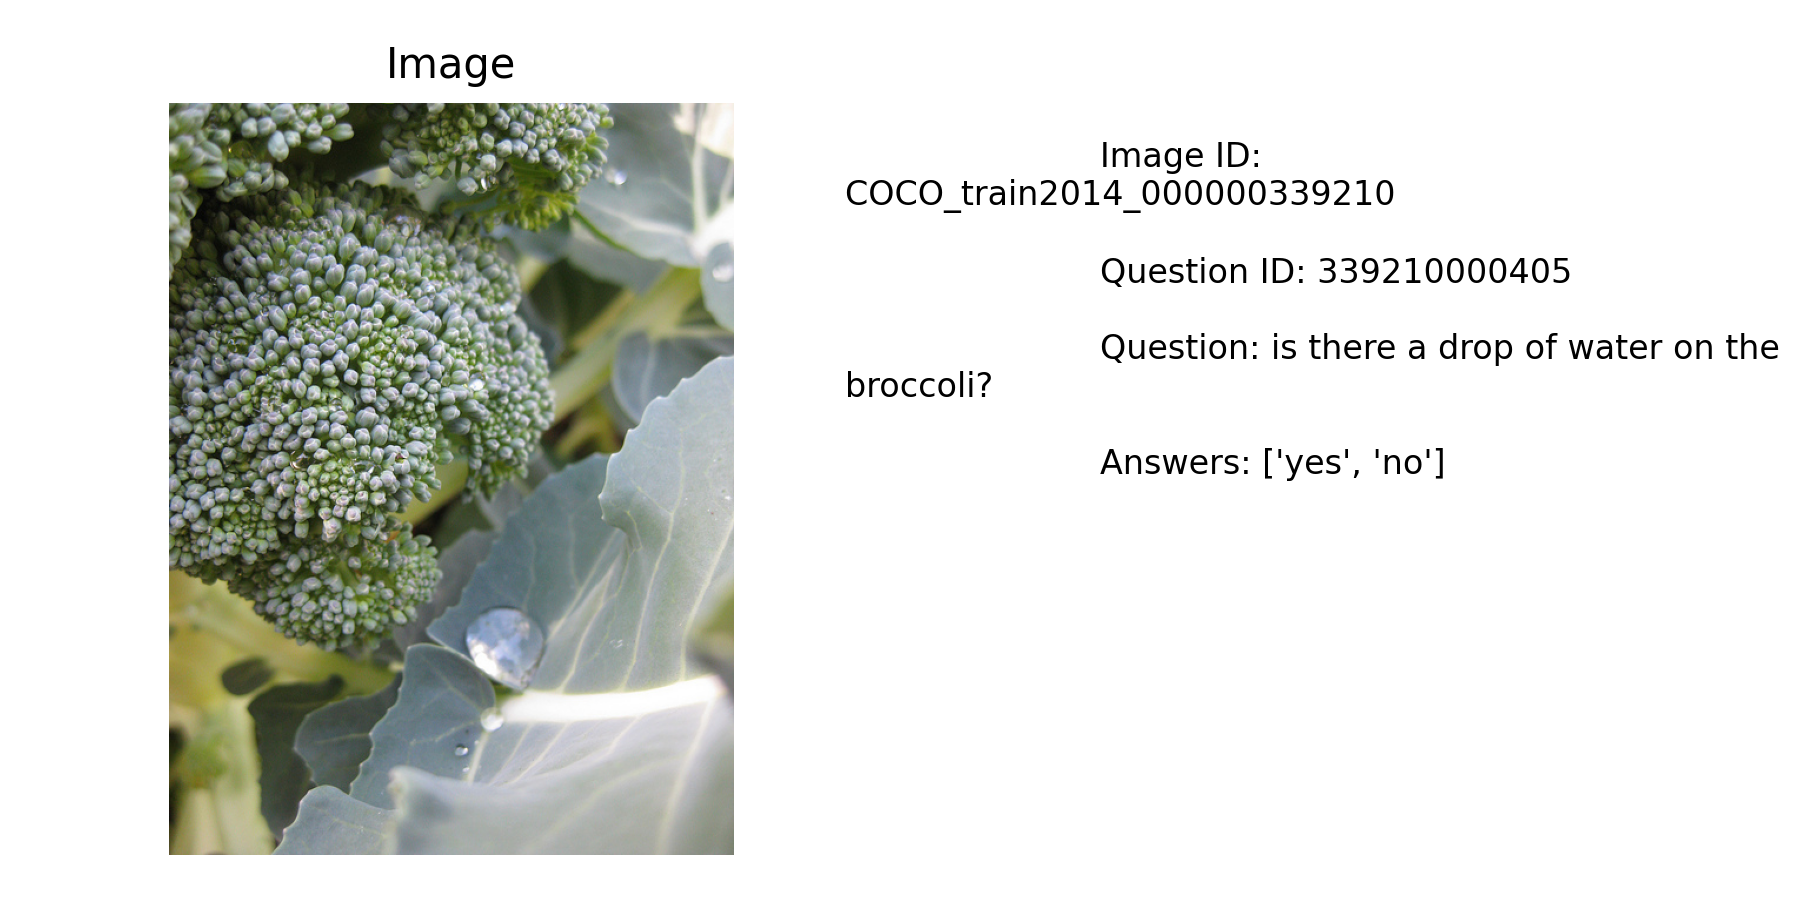 Image
Image ID:
COCO_train2014_000000339210
Question ID: 339210000405
Question: is there a drop of water on the
broccoli?
Answers: ['yes', 'no']